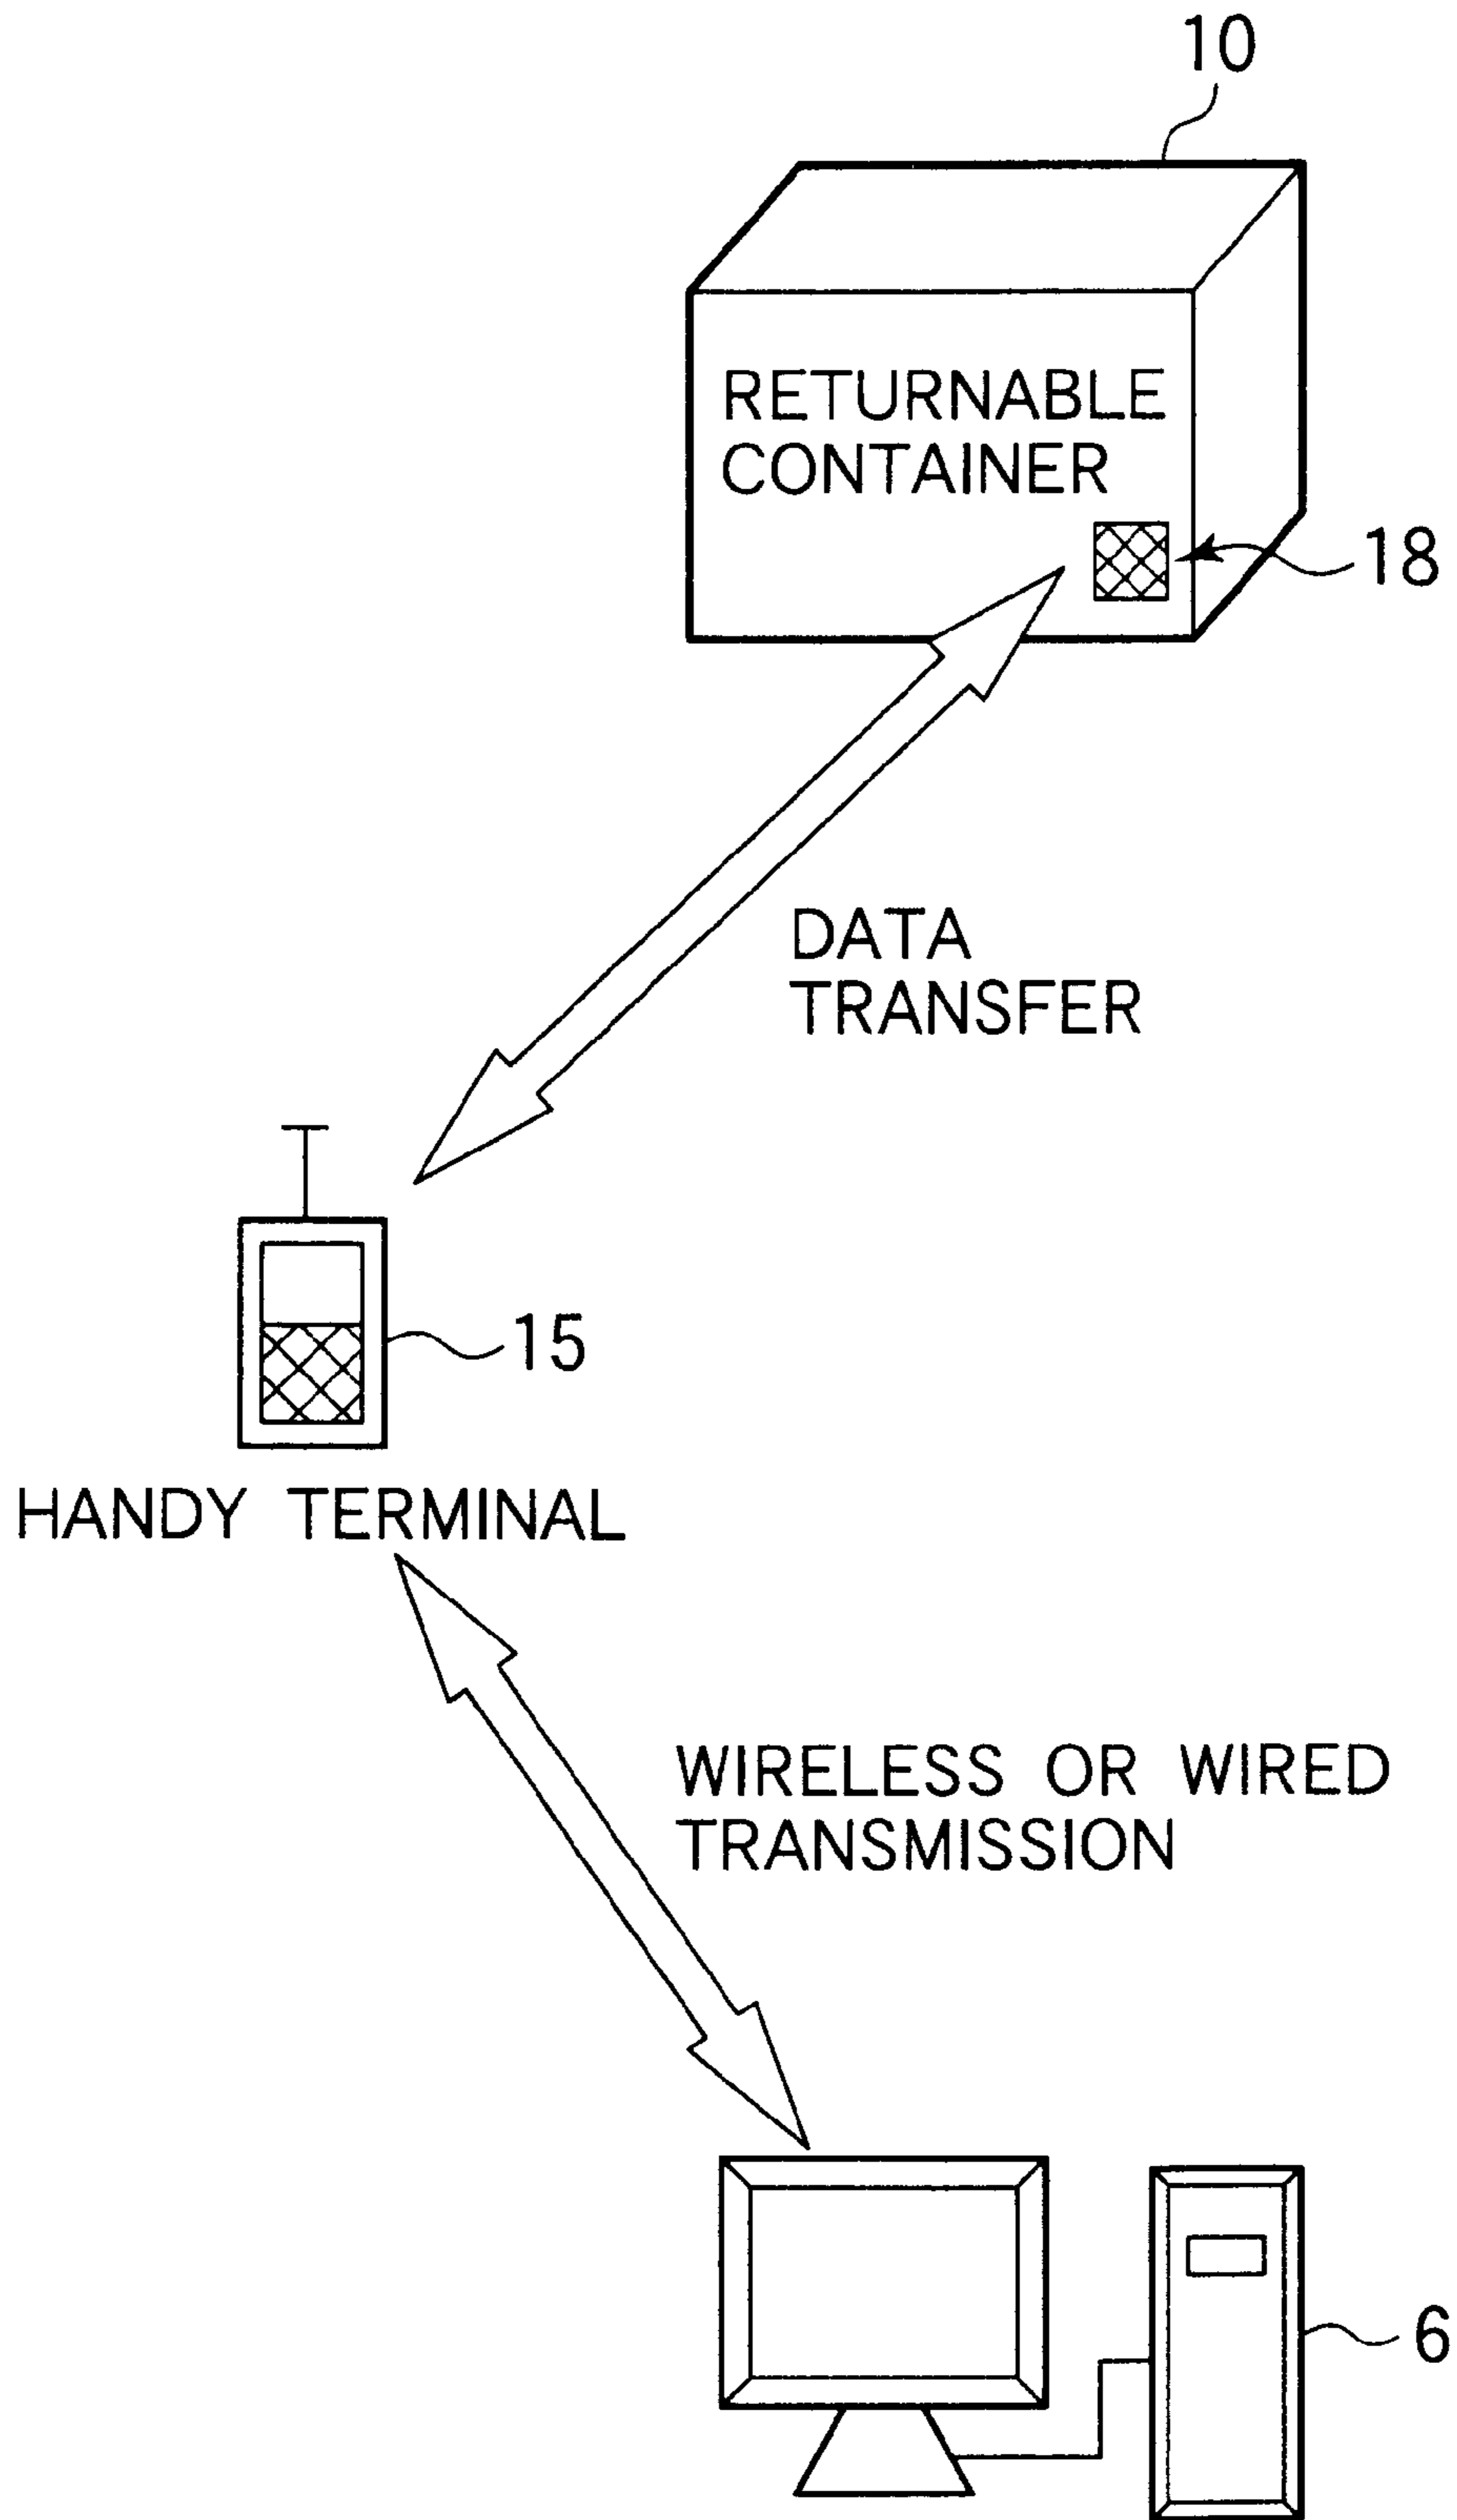 10
RETURNABLE
CONTAINER
18
DATA
TRANSFER
15
HANDY TERMINAL
WIRELESS OR WIRED
TRANSMISSION
6